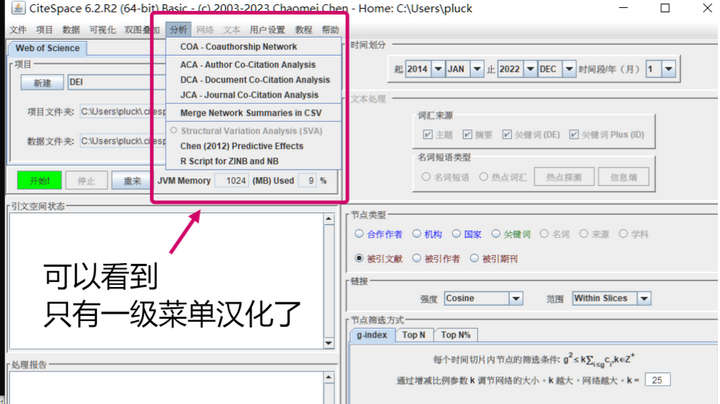 CiteSpace 6.2.R2 (64-bit) Basic - (c) 2003-2023 Chaomei Chen - Home: C:\Users\pluck
文件 项目 数据 可视化 双图叠加 分析 网络 文本 用户设置 教程 帮助
Web of Science
项目
新建 DEI
项目文件夹: C:\Users\pluck\.citesp
数据文件夹: C:\Users\pluck\.citesp
开始! 停止 重来 JVM Memory 1024 (MB) Used 9 %
COA - Coauthorship Network
ACA - Author Co-Citation Analysis
DCA - Document Co-Citation Analysis
JCA - Journal Co-Citation Analysis
Merge Network Summaries in CSV
Structural Variation Analysis (SVA)
Chen (2012) Predictive Effects
R Script for ZINB and NB
引文空间状态
可以看到
只有一级菜单汉化了
处理报告
时间划分
起 2014 JAN 止 2022 DEC 时间段/年（月） 1
文本处理
词汇来源
主题 摘要 关键词 (DE) 关键词 Plus (ID)
名词短语类型
名词短语 热点词汇 热点探测 信息熵
节点类型
合作作者 机构 国家 关键词 名词 来源 学科
被引文献 被引作者 被引期刊
链接
强度 Cosine 范围 Within Slices
节点筛选方式
g-index Top N Top N%
每个时间切片内节点的筛选条件: g² ≤ k∑i≤g ci, k∈Z⁺
通过增减比例参数 k 调节网络的大小。k 越大，网络越大。k = 25